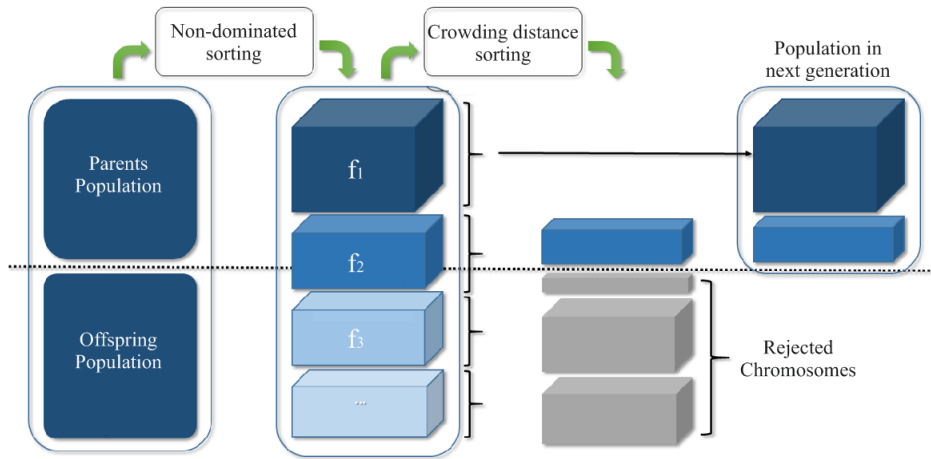 Non-dominated
sorting
Crowding distance
sorting
Population in
next generation
Parents
Population
f1
f2
Offspring
Population
f3
...
Rejected
Chromosomes